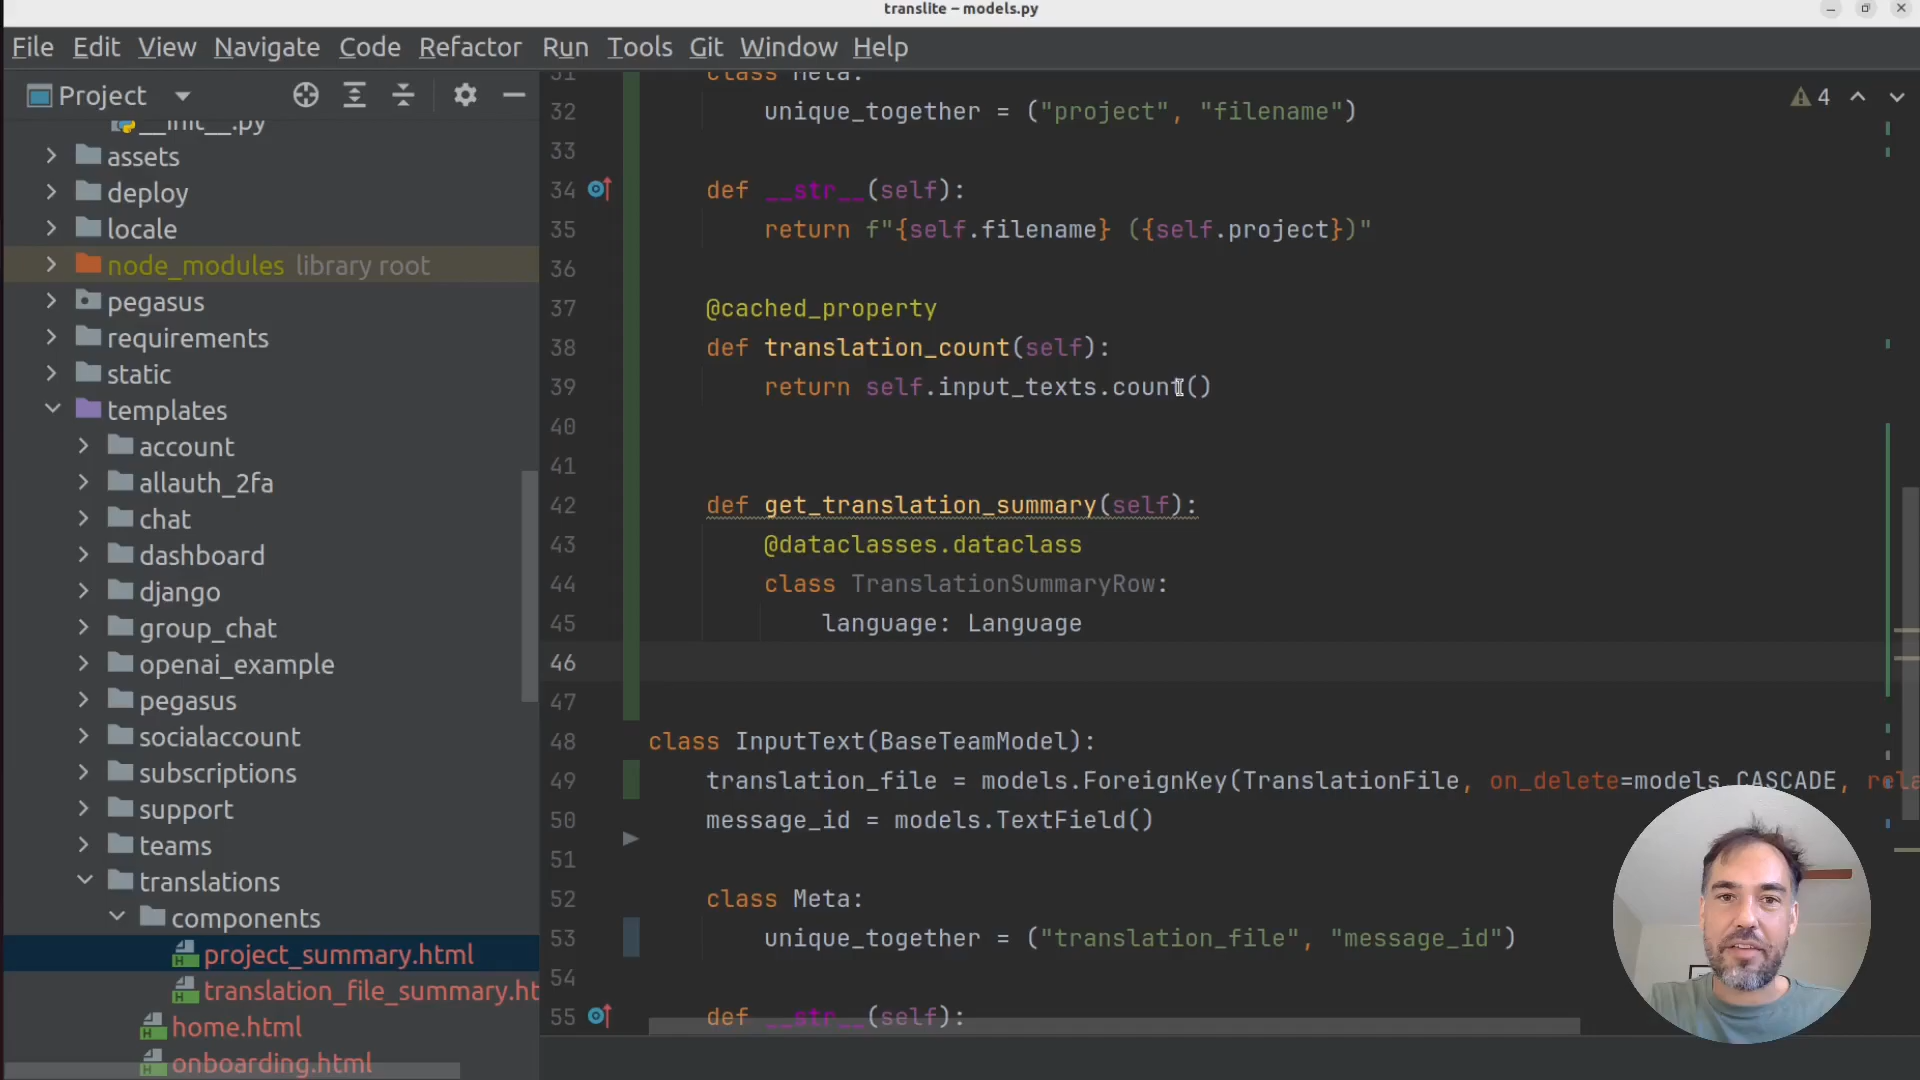 translite – models.py
File Edit View Navigate Code Refactor Run Tools Git Window Help
Project
__init__.py
assets
deploy
locale
node_modules library root
pegasus
requirements
static
templates
account
allauth_2fa
chat
dashboard
django
group_chat
openai_example
pegasus
socialaccount
subscriptions
support
teams
translations
components
project_summary.html
translation_file_summary.ht
home.html
onboarding.html
4
31 class Meta:
32 unique_together = ("project", "filename")
33
34 def __str__(self):
35 return f"{self.filename} ({self.project})"
36
37 @cached_property
38 def translation_count(self):
39 return self.input_texts.count()
40
41
42 def get_translation_summary(self):
43 @dataclasses.dataclass
44 class TranslationSummaryRow:
45 language: Language
46
47
48 class InputText(BaseTeamModel):
49 translation_file = models.ForeignKey(TranslationFile, on_delete=models.CASCADE, rela
50 message_id = models.TextField()
51
52 class Meta:
53 unique_together = ("translation_file", "message_id")
54
55 def __str__(self):